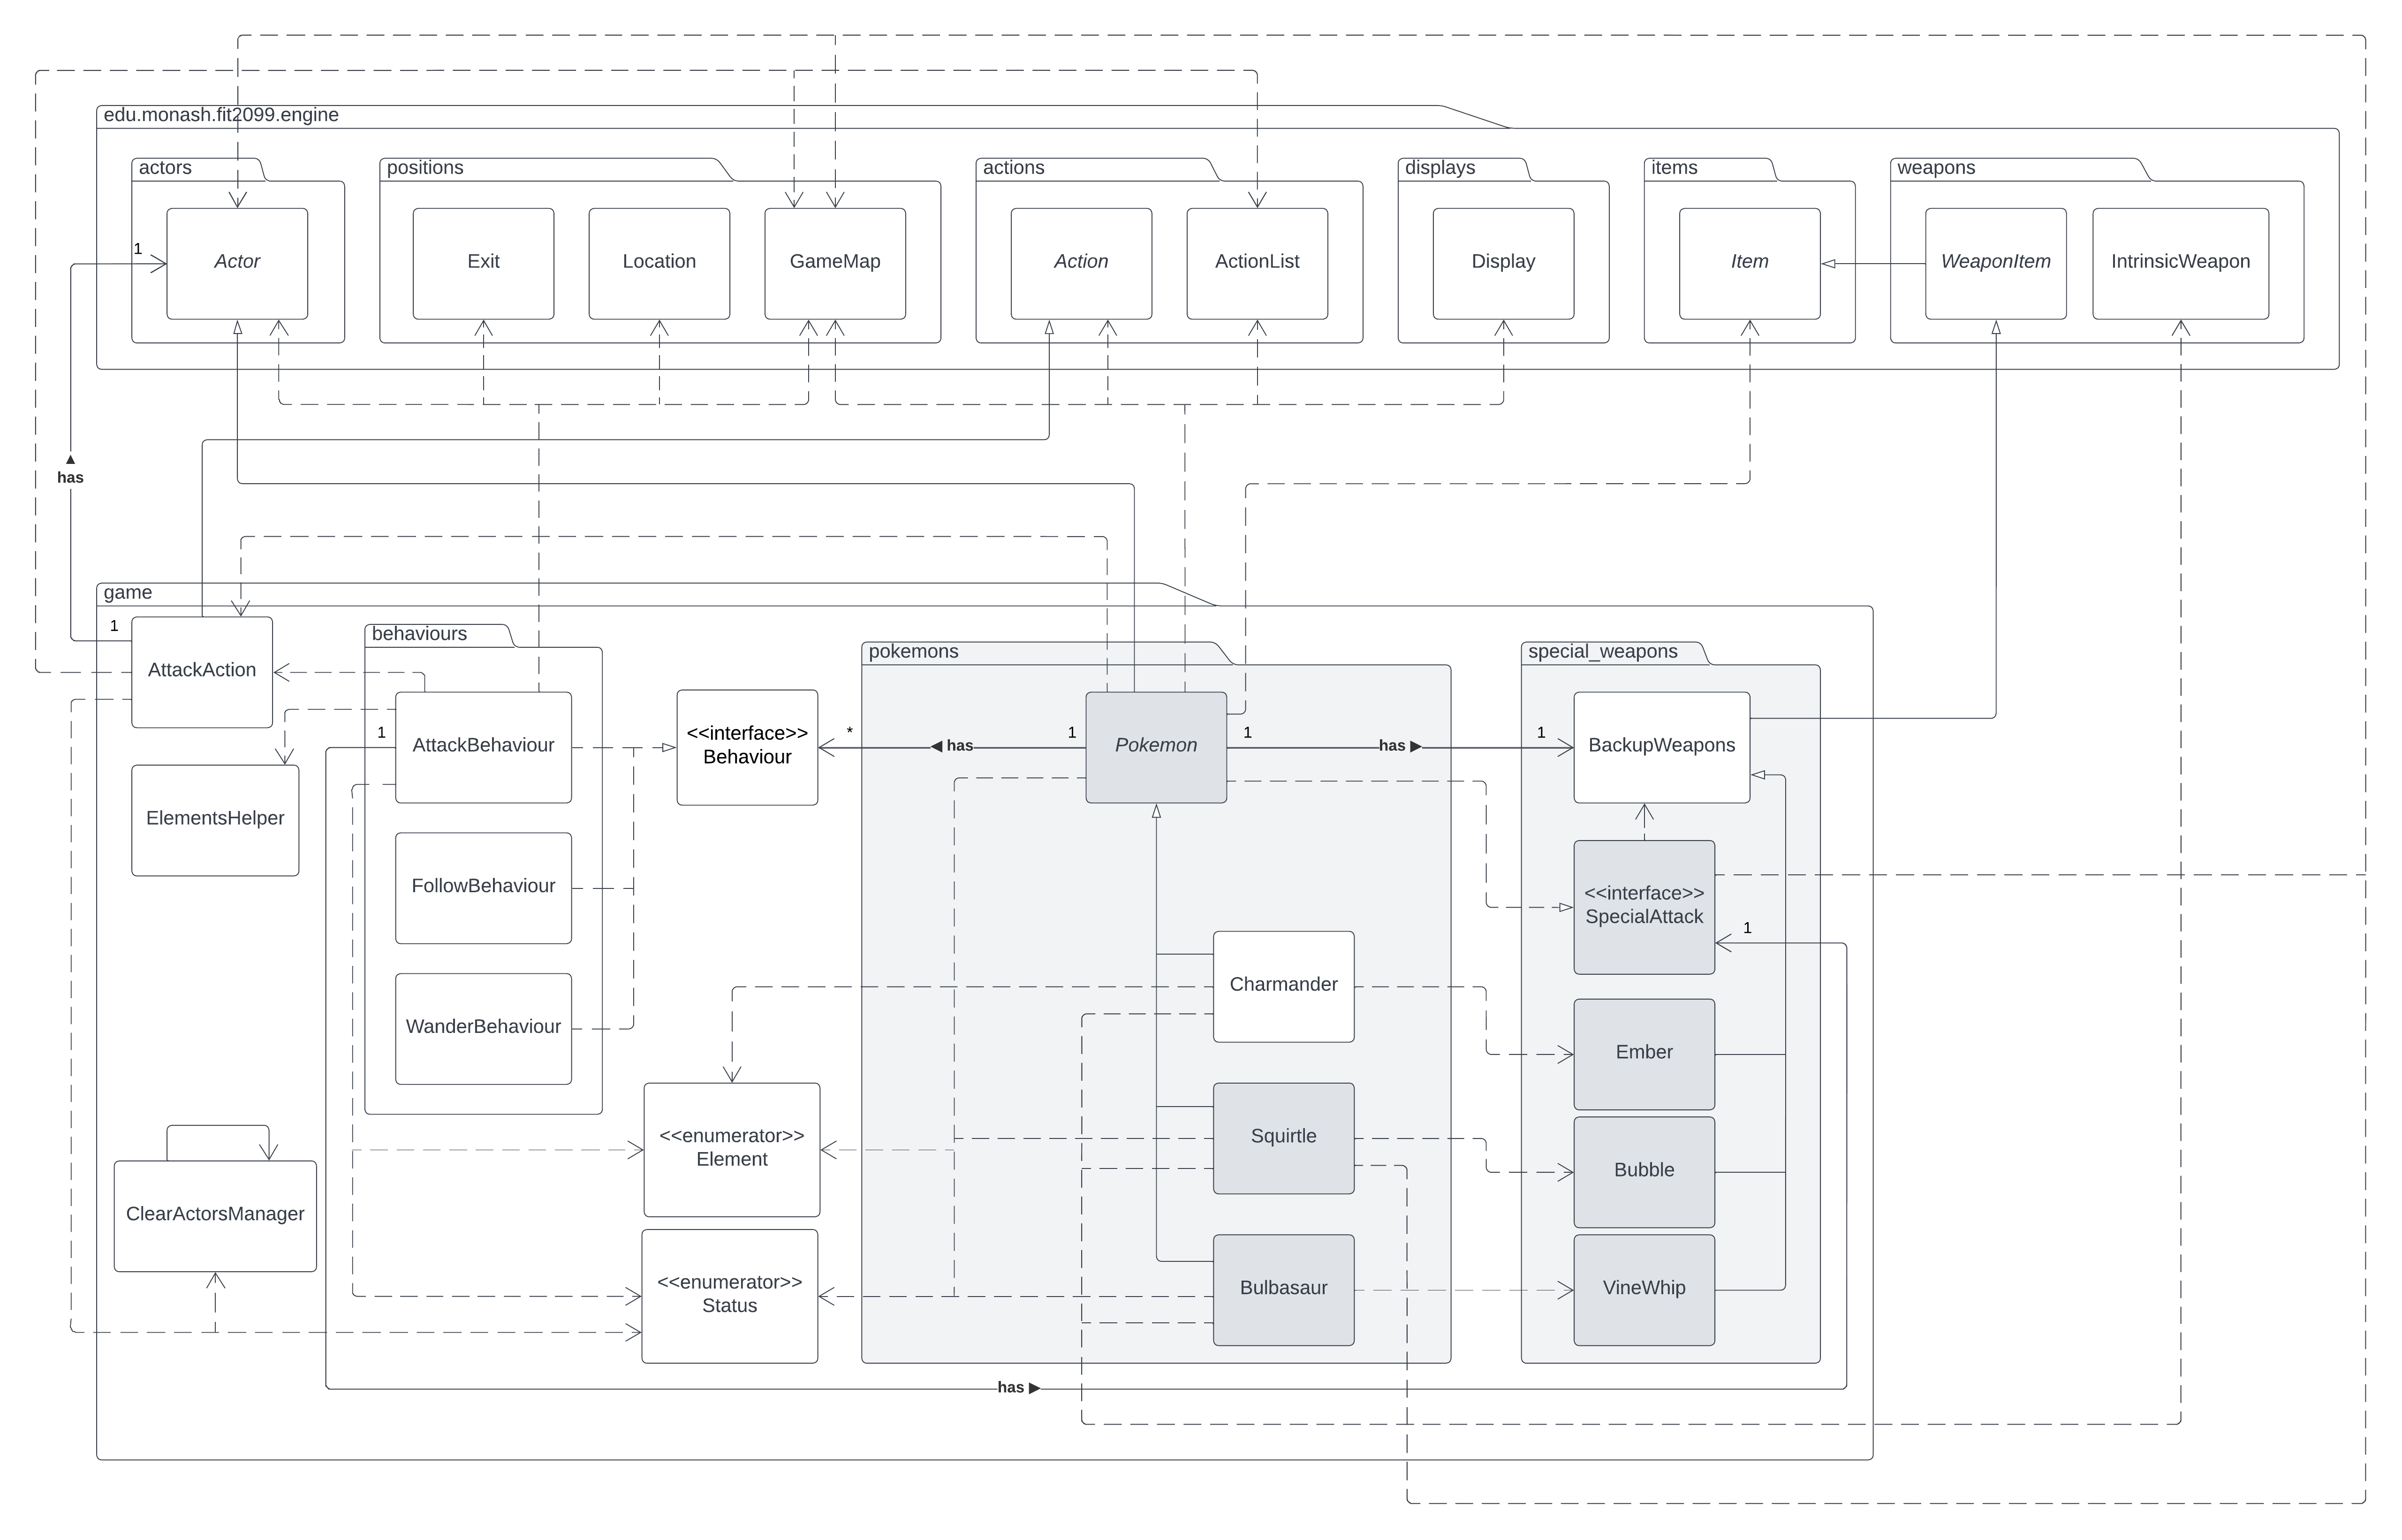 edu.monash.fit2099.engine
actors
positions
actions
displays
items
weapons
1
Actor
Exit
Location
GameMap
Action
ActionList
Display
Item
WeaponItem
IntrinsicWeapon
▲
has
game
1
AttackAction
behaviours
pokemons
special_weapons
1
AttackBehaviour
<<interface>>
Behaviour
*
◀ has
1
Pokemon
1
has ▶
1
BackupWeapons
ElementsHelper
FollowBehaviour
<<interface>>
SpecialAttack
1
WanderBehaviour
Charmander
Ember
<<enumerator>>
Element
Squirtle
Bubble
ClearActorsManager
<<enumerator>>
Status
Bulbasaur
VineWhip
has ▶